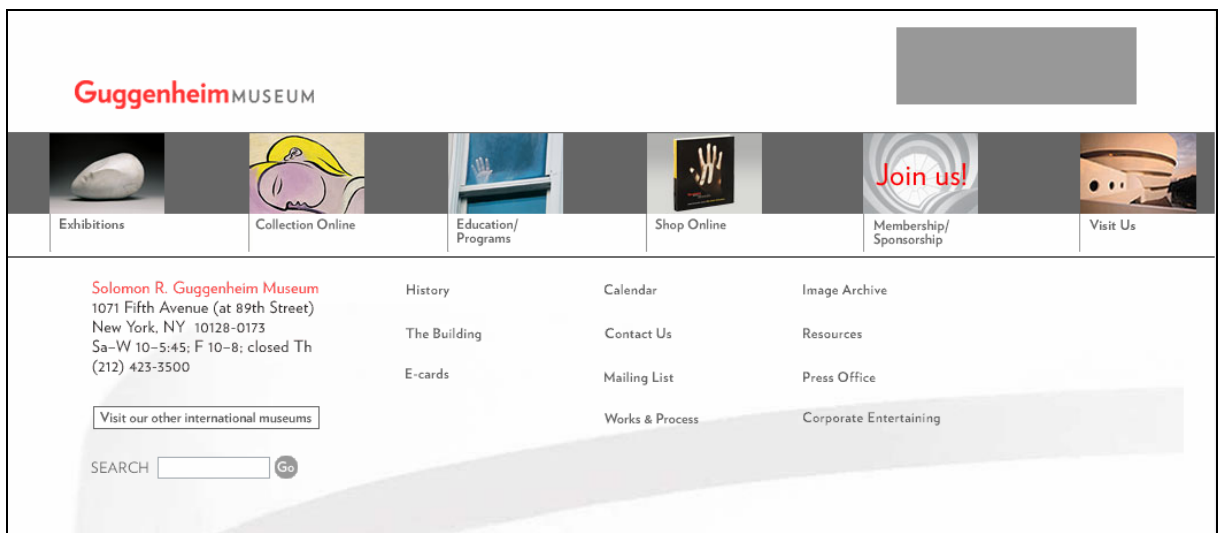 GuggenheimMUSEUM
Join us!
Exhibitions
Collection Online
Education/
Programs
Shop Online
Membership/
Sponsorship
Visit Us
Solomon R. Guggenheim Museum
1071 Fifth Avenue (at 89th Street)
New York, NY 10128-0173
Sa–W 10–5:45; F 10–8; closed Th
(212) 423-3500
Visit our other international museums
SEARCH Go
History
The Building
E-cards
Calendar
Contact Us
Mailing List
Works & Process
Image Archive
Resources
Press Office
Corporate Entertaining